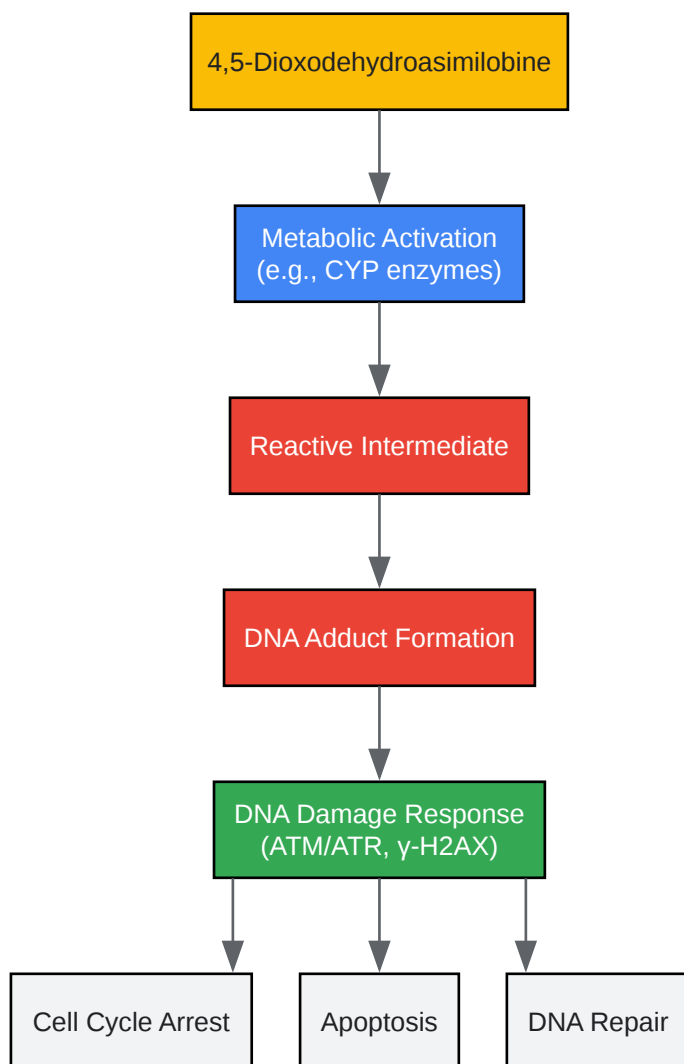 4,5-Dioxodehydroasimilobine
Metabolic Activation
(e.g., CYP enzymes)
Reactive Intermediate
DNA Adduct Formation
DNA Damage Response
(ATM/ATR, γ-H2AX)
Cell Cycle Arrest
Apoptosis
DNA Repair